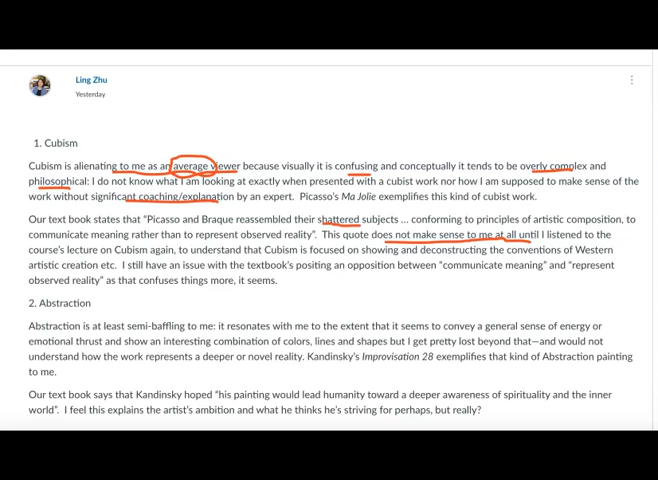 Ling Zhu
Yesterday
1. Cubism
Cubism is alienating to me as an average viewer because visually it is confusing and conceptually it tends to be overly complex and
philosophical: I do not know what I am looking at exactly when presented with a cubist work nor how I am supposed to make sense of the
work without significant coaching/explanation by an expert. Picasso's Ma Jolie exemplifies this kind of cubist work.
Our text book states that "Picasso and Braque reassembled their shattered subjects ... conforming to principles of artistic composition, to
communicate meaning rather than to represent observed reality". This quote does not make sense to me at all until I listened to the
course's lecture on Cubism again, to understand that Cubism is focused on showing and deconstructing the conventions of Western
artistic creation etc. I still have an issue with the textbook's positing an opposition between "communicate meaning" and "represent
observed reality" as that confuses things more, it seems.
2. Abstraction
Abstraction is at least semi-baffling to me: it resonates with me to the extent that it seems to convey a general sense of energy or
emotional thrust and show an interesting combination of colors, lines and shapes but I get pretty lost beyond that—and would not
understand how the work represents a deeper or novel reality. Kandinsky's Improvisation 28 exemplifies that kind of Abstraction painting
to me.
Our text book says that Kandinsky hoped "his painting would lead humanity toward a deeper awareness of spirituality and the inner
world". I feel this explains the artist's ambition and what he thinks he's striving for perhaps, but really?